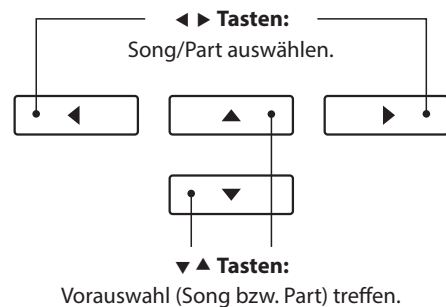 ◀ ▶ Tasten:
Song/Part auswählen.
◀ ▲ ▶
▼
▼ ▲ Tasten:
Vorauswahl (Song bzw. Part) treffen.